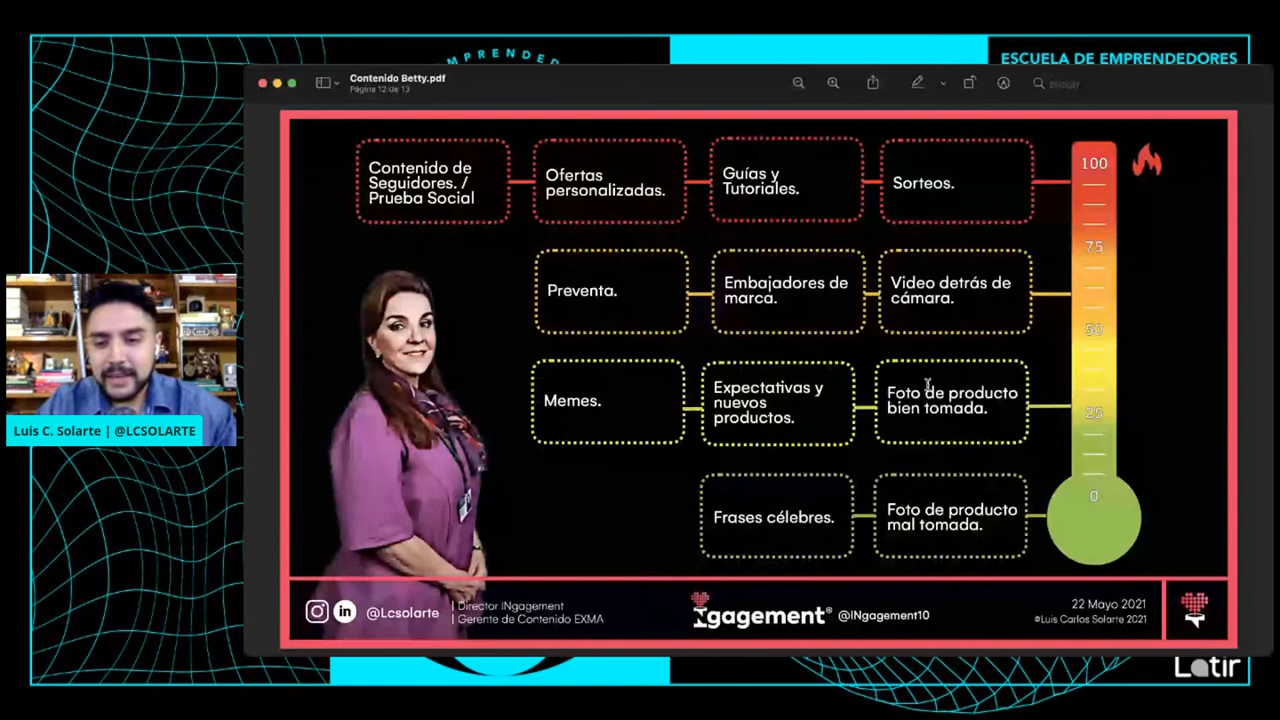 EMPRENDED
ESCUELA DE EMPRENDEDORES
Contenido Betty.pdf
Página 12 de 13
Buscar
Contenido de
Seguidores. /
Prueba Social
Ofertas
personalizadas.
Guías y
Tutoriales.
Sorteos.
100
75
Preventa.
Embajadores de
marca.
Video detrás de
cámara.
50
Memes.
Expectativas y
nuevos
productos.
Foto de producto
bien tomada.
25
Luis C. Solarte | @LCSOLARTE
0
Frases célebres.
Foto de producto
mal tomada.
@Lcsolarte
| Director INgagement
| Gerente de Contenido EXMA
INgagement®
@INgagement10
22 Mayo 2021
©Luis Carlos Solarte 2021
Latir